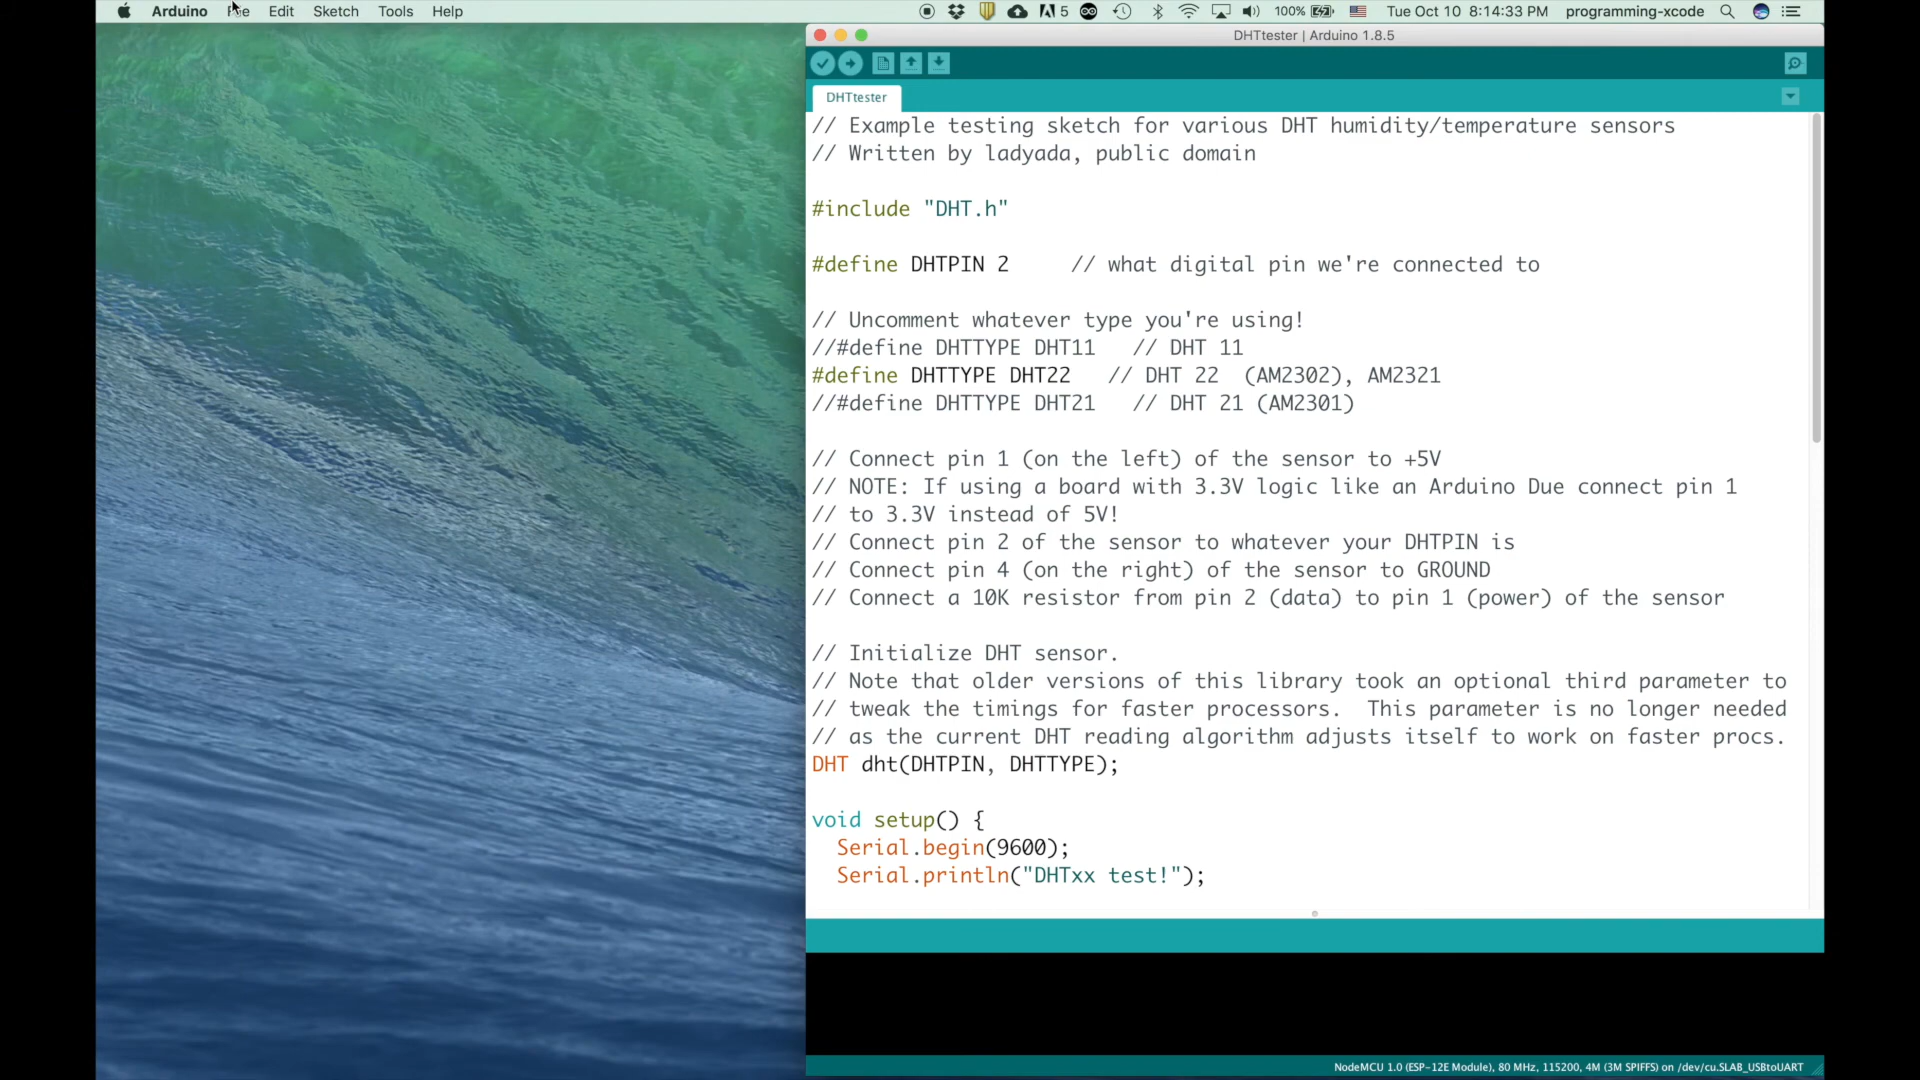 Arduino Edit Sketch Tools Help 5 100% Tue Oct 10 8:14:33 PM programming-xcode
DHTtester | Arduino 1.8.5
DHTtester
// Example testing sketch for various DHT humidity/temperature sensors
// Written by ladyada, public domain
#include "DHT.h"
#define DHTPIN 2     // what digital pin we're connected to
// Uncomment whatever type you're using!
//#define DHTTYPE DHT11   // DHT 11
#define DHTTYPE DHT22   // DHT 22  (AM2302), AM2321
//#define DHTTYPE DHT21   // DHT 21 (AM2301)
// Connect pin 1 (on the left) of the sensor to +5V
// NOTE: If using a board with 3.3V logic like an Arduino Due connect pin 1
// to 3.3V instead of 5V!
// Connect pin 2 of the sensor to whatever your DHTPIN is
// Connect pin 4 (on the right) of the sensor to GROUND
// Connect a 10K resistor from pin 2 (data) to pin 1 (power) of the sensor
// Initialize DHT sensor.
// Note that older versions of this library took an optional third parameter to
// tweak the timings for faster processors.  This parameter is no longer needed
// as the current DHT reading algorithm adjusts itself to work on faster procs.
DHT dht(DHTPIN, DHTTYPE);
void setup() {
  Serial.begin(9600);
  Serial.println("DHTxx test!");
NodeMCU 1.0 (ESP-12E Module), 80 MHz, 115200, 4M (3M SPIFFS) on /dev/cu.SLAB_USBtoUART